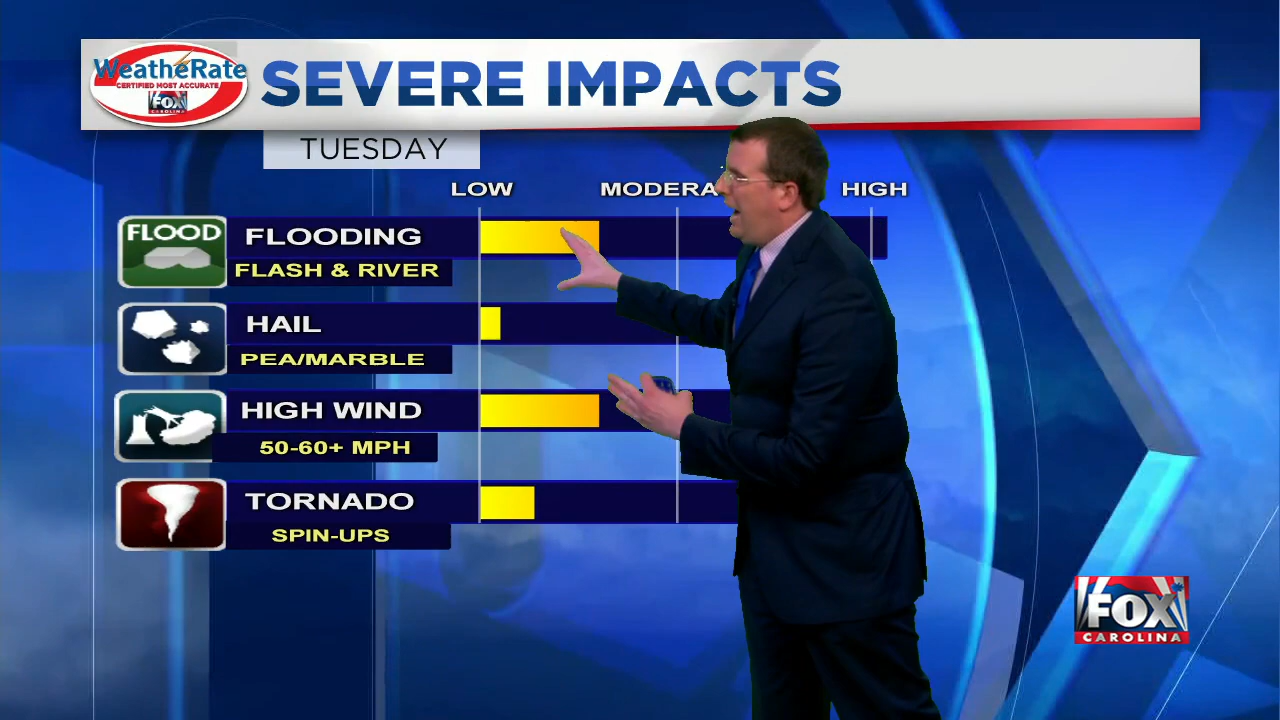 WeatheRate
CERTIFIED MOST ACCURATE
FOX
CAROLINA
SEVERE IMPACTS
TUESDAY
LOW MODERA HIGH
FLOOD FLOODING
FLASH & RIVER
HAIL
PEA/MARBLE
HIGH WIND
50-60+ MPH
TORNADO
SPIN-UPS
FOX
CAROLINA